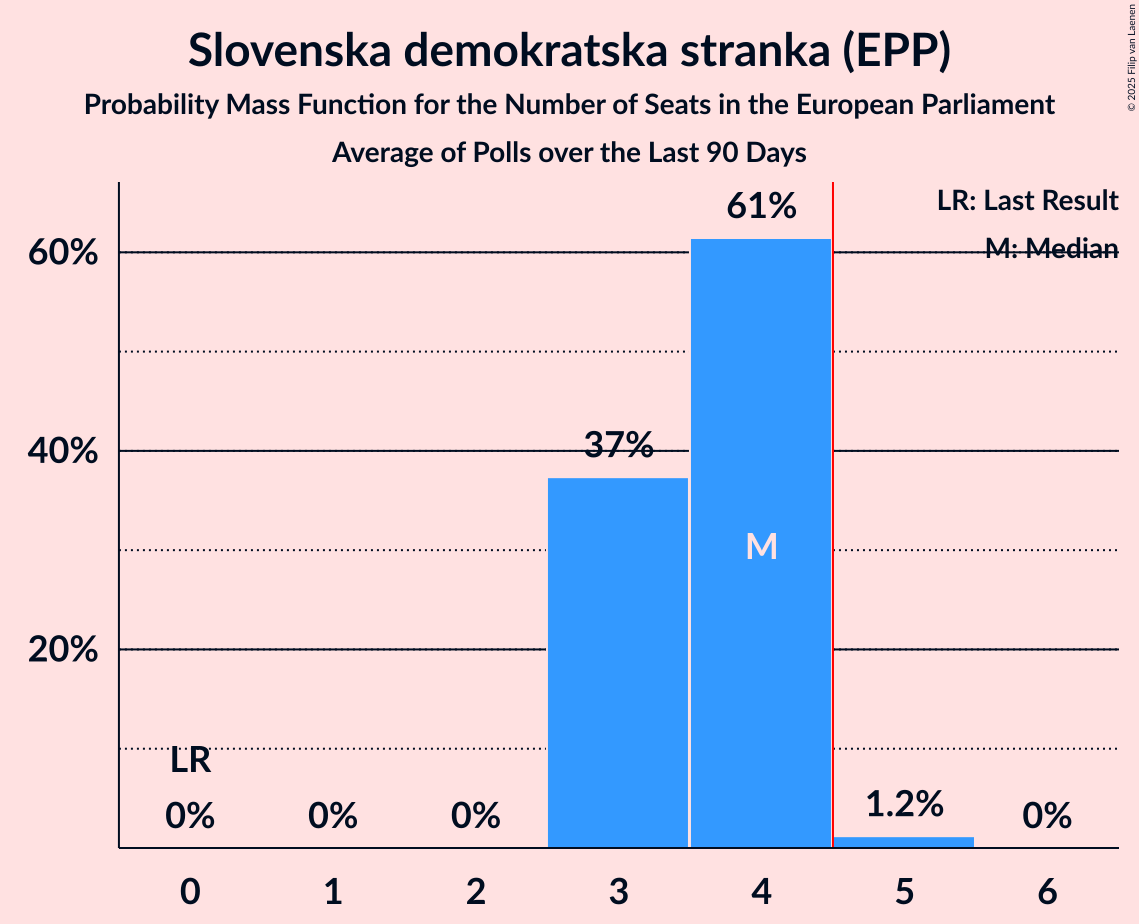 Slovenska demokratska stranka (EPP)
Probability Mass Function for the Number of Seats in the European Parliament
Average of Polls over the Last 90 Days
© 2025 Filip van Laenen
LR: Last Result
M: Median
61%
60%
40%
37%
M
20%
LR
0%
0%
0%
1.2%
0%
0 1 2 3 4 5 6